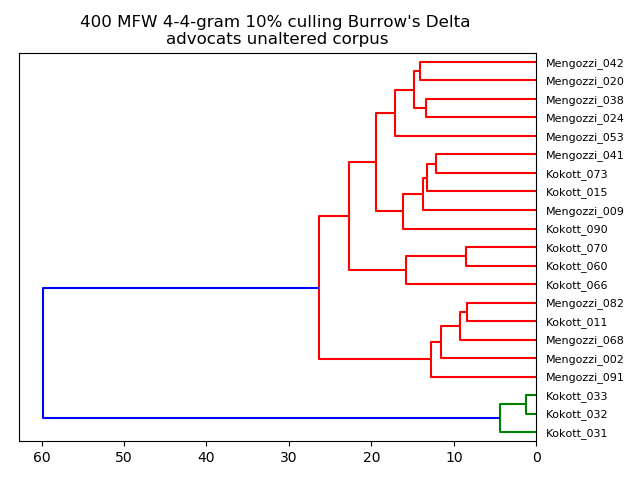 400 MFW 4-4-gram 10% culling Burrow's Delta
advocats unaltered corpus
Mengozzi_042
Mengozzi_020
Mengozzi_038
Mengozzi_024
Mengozzi_053
Mengozzi_041
Kokott_073
Kokott_015
Mengozzi_009
Kokott_090
Kokott_070
Kokott_060
Kokott_066
Mengozzi_082
Kokott_011
Mengozzi_068
Mengozzi_002
Mengozzi_091
Kokott_033
Kokott_032
Kokott_031
60 50 40 30 20 10 0